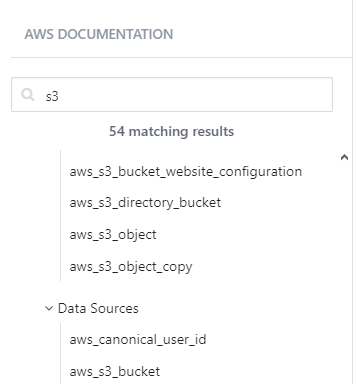 AWS DOCUMENTATION
s3
54 matching results
aws_s3_bucket_website_configuration
aws_s3_directory_bucket
aws_s3_object
aws_s3_object_copy
Data Sources
aws_canonical_user_id
aws_s3_bucket